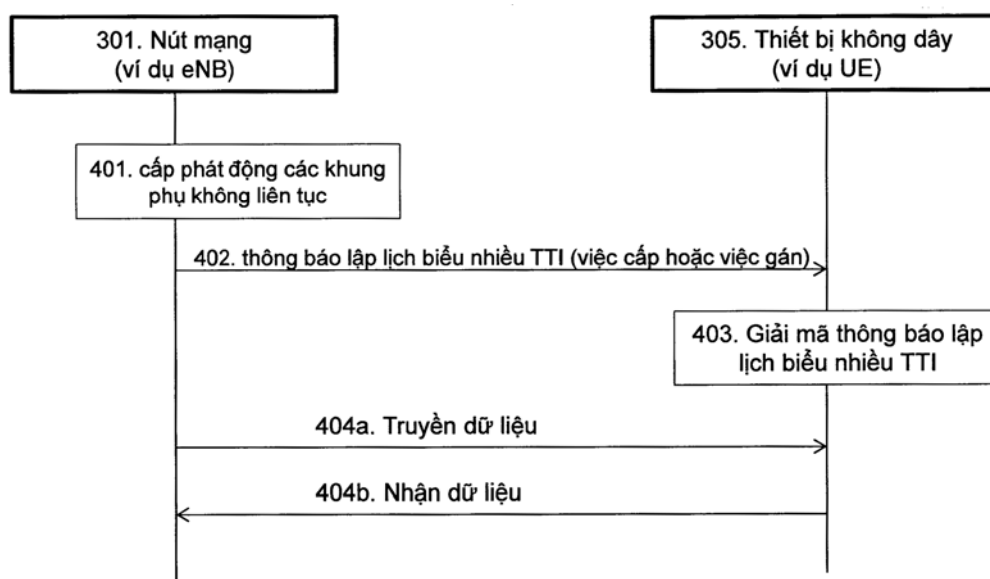 301. Nút mạng
(ví dụ eNB)
305. Thiết bị không dây
(ví dụ UE)
401. cấp phát động các khung
phụ không liên tục
402. thông báo lập lịch biểu nhiều TTI (việc cấp hoặc việc gán)
403. Giải mã thông báo lập
lịch biểu nhiều TTI
404a. Truyền dữ liệu
404b. Nhận dữ liệu